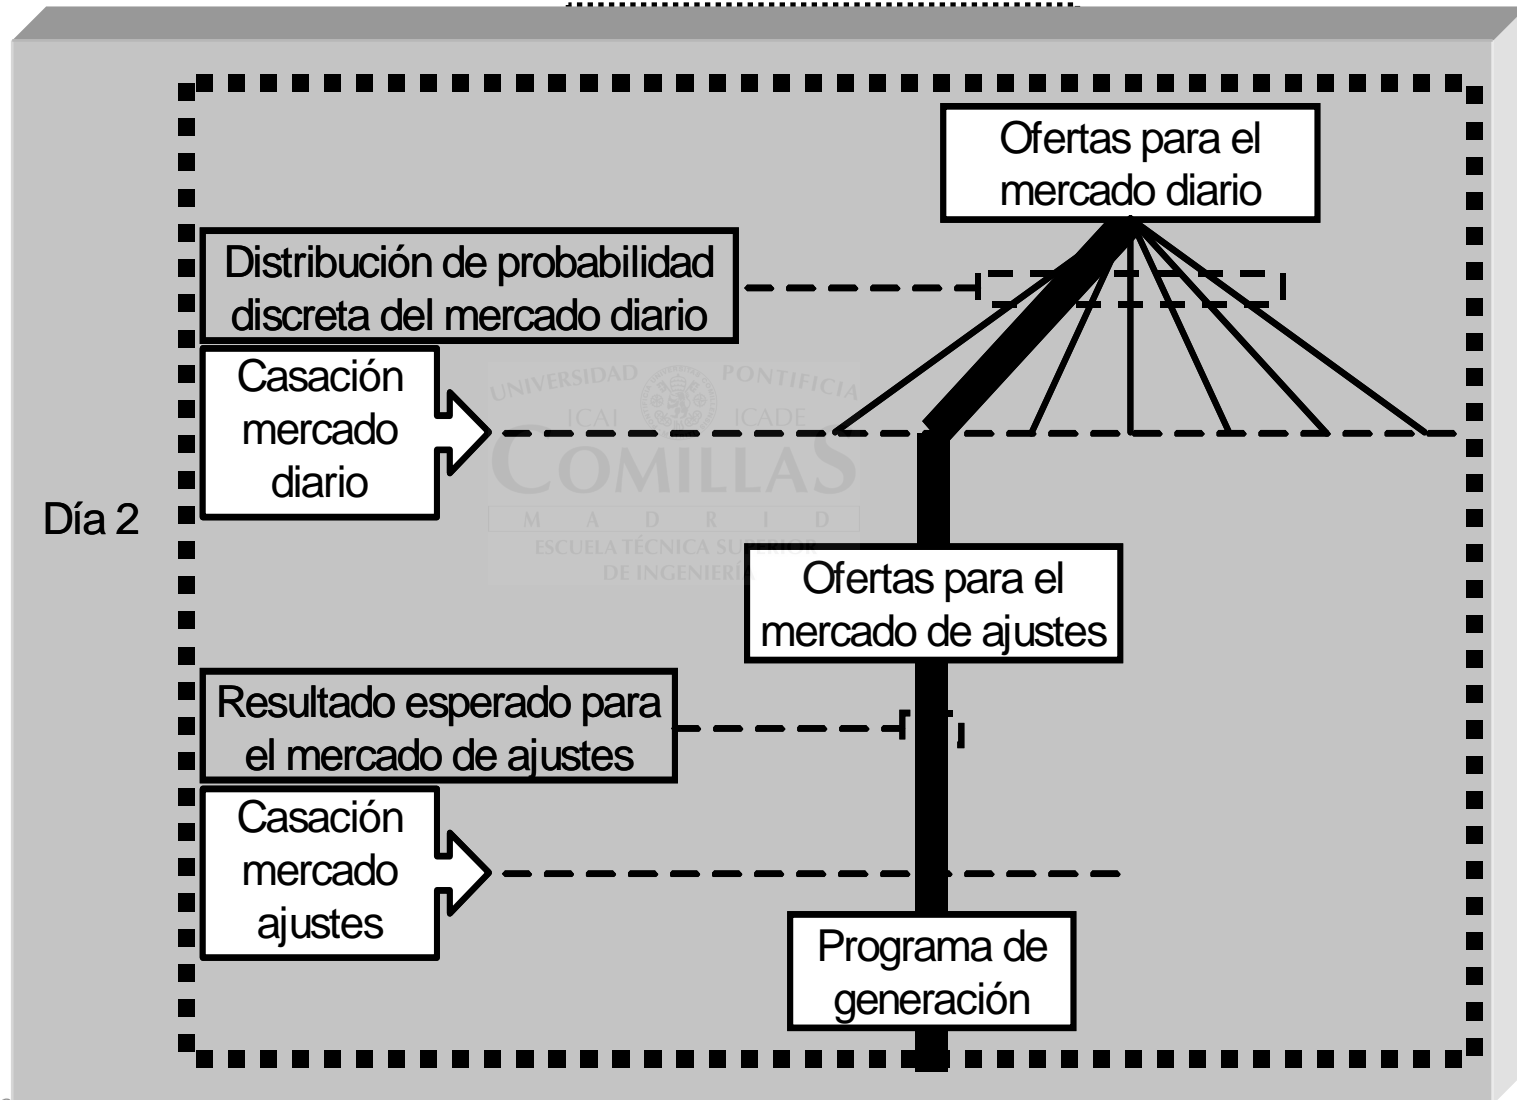 Ofertas para el
mercado diario
Distribución de probabilidad
discreta del mercado diario
Casación
mercado
diario
UNIVERSIDAD PONTIFICIA
ICAI ICADE
COMILLAS
M A D R I D
ESCUELA TÉCNICA SUPERIOR
DE INGENIERÍA
Día 2
Ofertas para el
mercado de ajustes
Resultado esperado para
el mercado de ajustes
Casación
mercado
ajustes
Programa de
generación